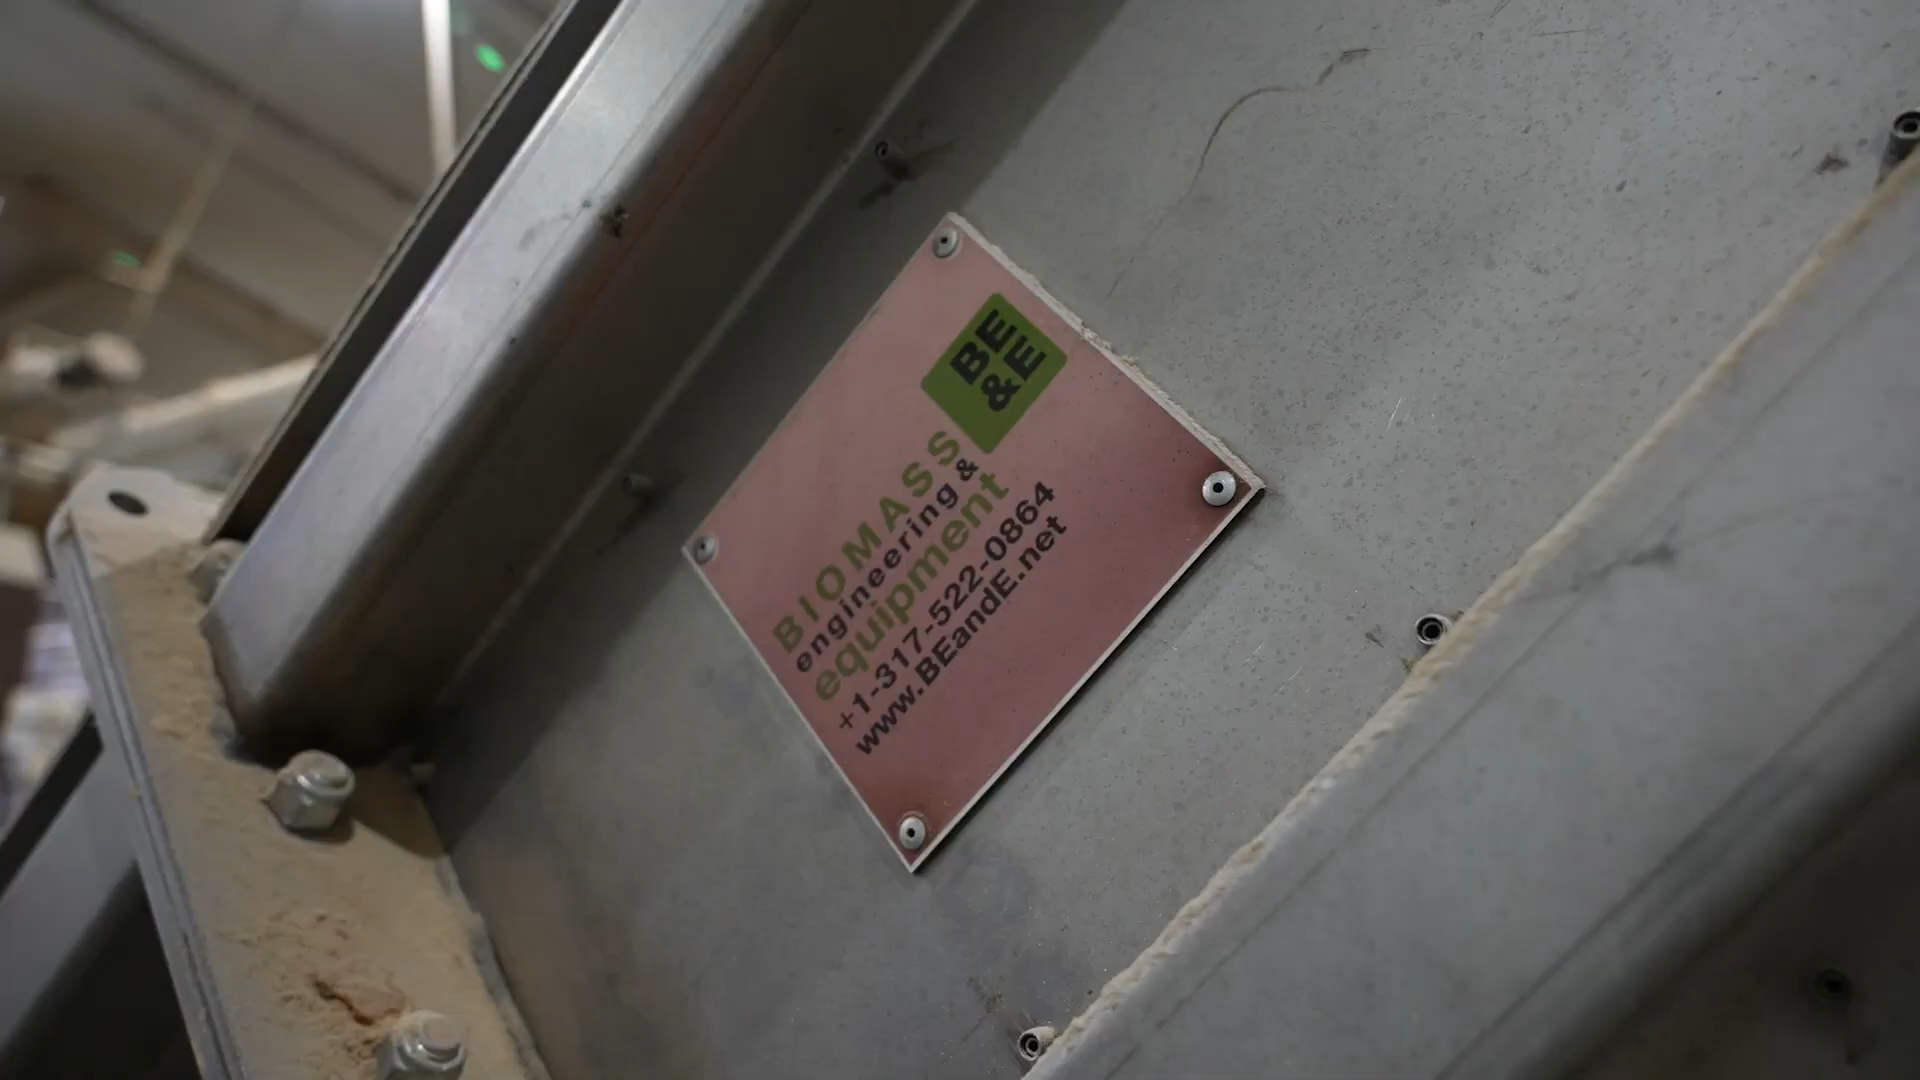 BE
&E
BIOMASS
engineering &
equipment
+1-317-522-0864
www.BEandE.net